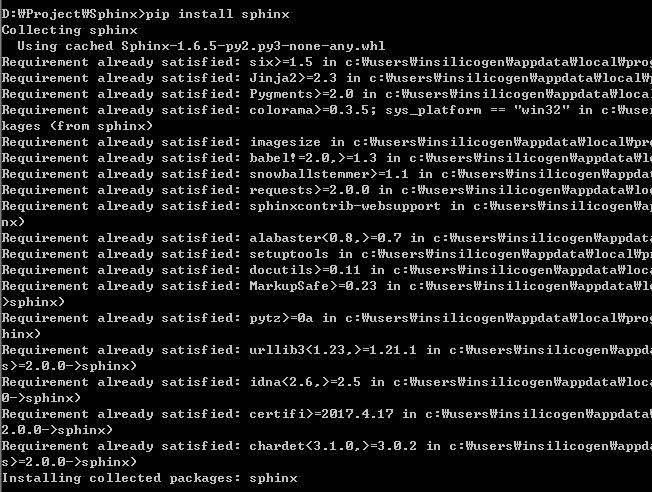 D:₩Project₩Sphinx>pip install sphinx
Collecting sphinx
  Using cached Sphinx-1.6.5-py2.py3-none-any.whl
Requirement already satisfied: six>=1.5 in c:₩users₩insilicogen₩appdata₩local₩prog
Requirement already satisfied: Jinja2>=2.3 in c:₩users₩insilicogen₩appdata₩local₩p
Requirement already satisfied: Pygments>=2.0 in c:₩users₩insilicogen₩appdata₩local
Requirement already satisfied: colorama>=0.3.5; sys_platform == "win32" in c:₩user
kages (from sphinx)
Requirement already satisfied: imagesize in c:₩users₩insilicogen₩appdata₩local₩pro
Requirement already satisfied: babel!=2.0,>=1.3 in c:₩users₩insilicogen₩appdata₩lo
Requirement already satisfied: snowballstemmer>=1.1 in c:₩users₩insilicogen₩appdat
Requirement already satisfied: requests>=2.0.0 in c:₩users₩insilicogen₩appdata₩loc
Requirement already satisfied: sphinxcontrib-websupport in c:₩users₩insilicogen₩ap
nx)
Requirement already satisfied: alabaster<0.8,>=0.7 in c:₩users₩insilicogen₩appdata
Requirement already satisfied: setuptools in c:₩users₩insilicogen₩appdata₩local₩pr
Requirement already satisfied: docutils>=0.11 in c:₩users₩insilicogen₩appdata₩loca
Requirement already satisfied: MarkupSafe>=0.23 in c:₩users₩insilicogen₩appdata₩lo
>sphinx)
Requirement already satisfied: pytz>=0a in c:₩users₩insilicogen₩appdata₩local₩prog
hinx)
Requirement already satisfied: urllib3<1.23,>=1.21.1 in c:₩users₩insilicogen₩appda
s>=2.0.0->sphinx)
Requirement already satisfied: idna<2.6,>=2.5 in c:₩users₩insilicogen₩appdata₩loca
0->sphinx)
Requirement already satisfied: certifi>=2017.4.17 in c:₩users₩insilicogen₩appdata₩
2.0.0->sphinx)
Requirement already satisfied: chardet<3.1.0,>=3.0.2 in c:₩users₩insilicogen₩appda
s>=2.0.0->sphinx)
Installing collected packages: sphinx